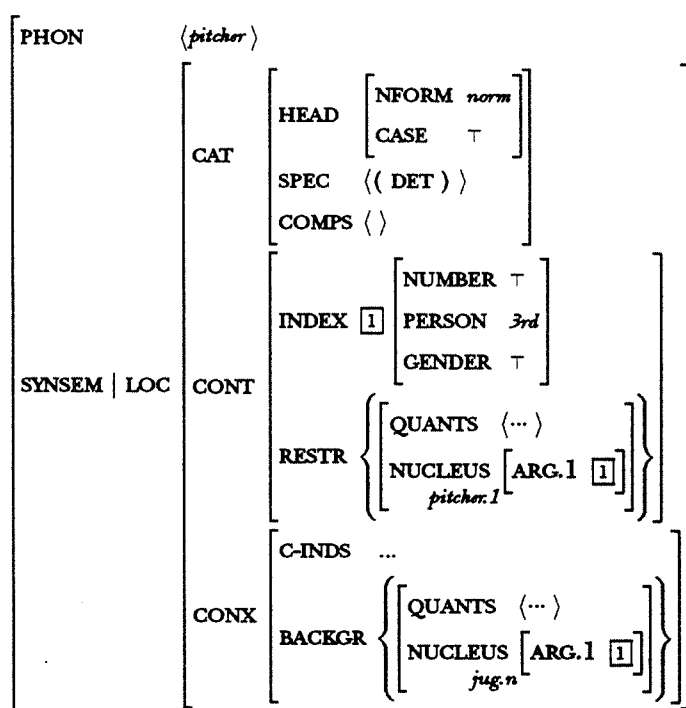 PHON ⟨pitcher⟩
NFORM norm
HEAD
CASE ⊤
CAT
SPEC ⟨( DET )⟩
COMPS ⟨ ⟩
NUMBER ⊤
INDEX 1 PERSON 3rd
GENDER ⊤
SYNSEM | LOC CONT
QUANTS ⟨⋯⟩
RESTR
NUCLEUS [ARG.1 1]
pitcher.1
C-INDS ...
CONX
QUANTS ⟨⋯⟩
BACKGR
NUCLEUS [ARG.1 1]
jug.n